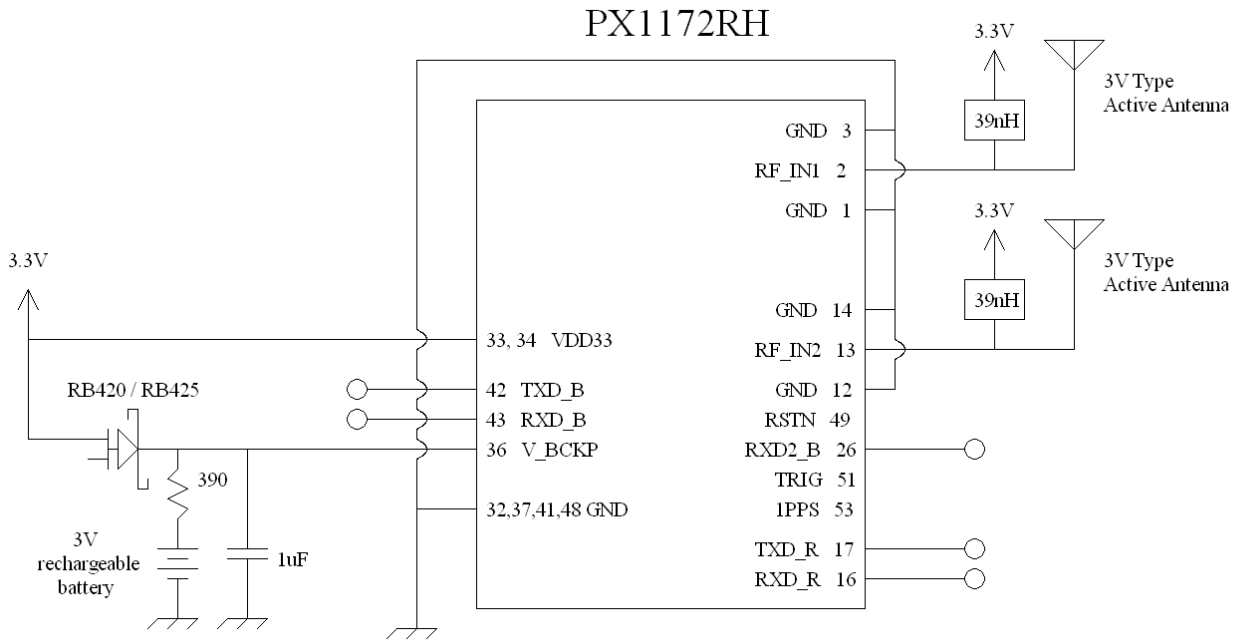 PX1172RH
3.3V
3V Type
Active Antenna
39nH
GND 3
RF_IN1 2
GND 1
3.3V
3V Type
Active Antenna
39nH
3.3V
GND 14
33, 34 VDD33
RF_IN2 13
RB420 / RB425
42 TXD_B
GND 12
43 RXD_B
RSTN 49
36 V_BCKP
RXD2_B 26
390
TRIG 51
32,37,41,48 GND
1PPS 53
3V
rechargeable
battery
1uF
TXD_R 17
RXD_R 16